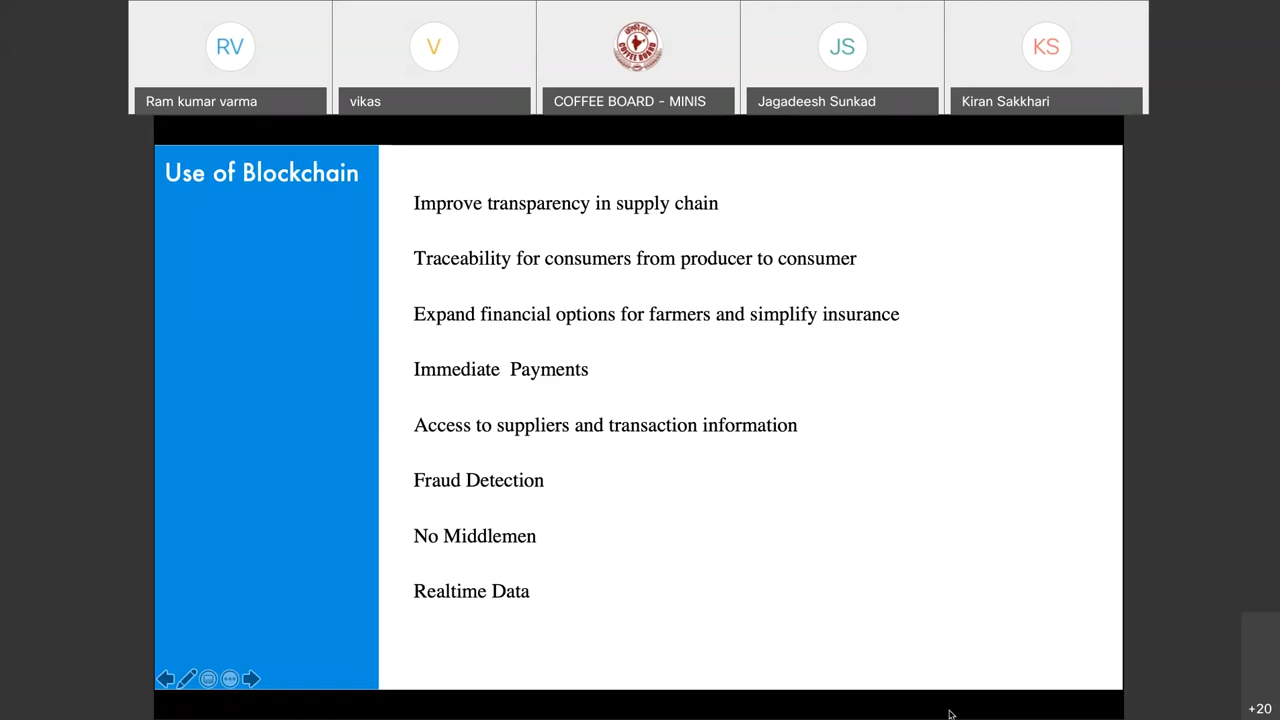 RV
V
JS
KS
COFFEE BOARD
Ram kumar varma
vikas
COFFEE BOARD - MINIS
Jagadeesh Sunkad
Kiran Sakkhari
Use of Blockchain
Improve transparency in supply chain
Traceability for consumers from producer to consumer
Expand financial options for farmers and simplify insurance
Immediate  Payments
Access to suppliers and transaction information
Fraud Detection
No Middlemen
Realtime Data
+20